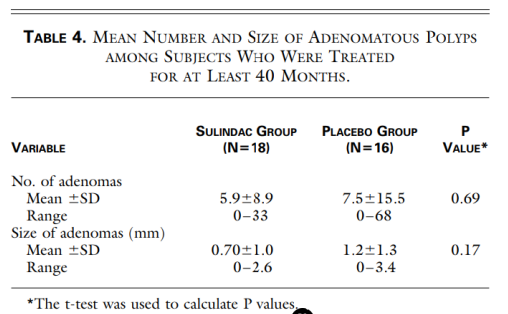 TABLE 4. MEAN NUMBER AND SIZE OF ADENOMATOUS POLYPS
AMONG SUBJECTS WHO WERE TREATED
FOR AT LEAST 40 MONTHS.
VARIABLE SULINDAC GROUP (N=18) PLACEBO GROUP (N=16) P VALUE*
No. of adenomas
Mean ±SD 5.9±8.9 7.5±15.5 0.69
Range 0–33 0–68
Size of adenomas (mm)
Mean ±SD 0.70±1.0 1.2±1.3 0.17
Range 0–2.6 0–3.4
*The t-test was used to calculate P values.